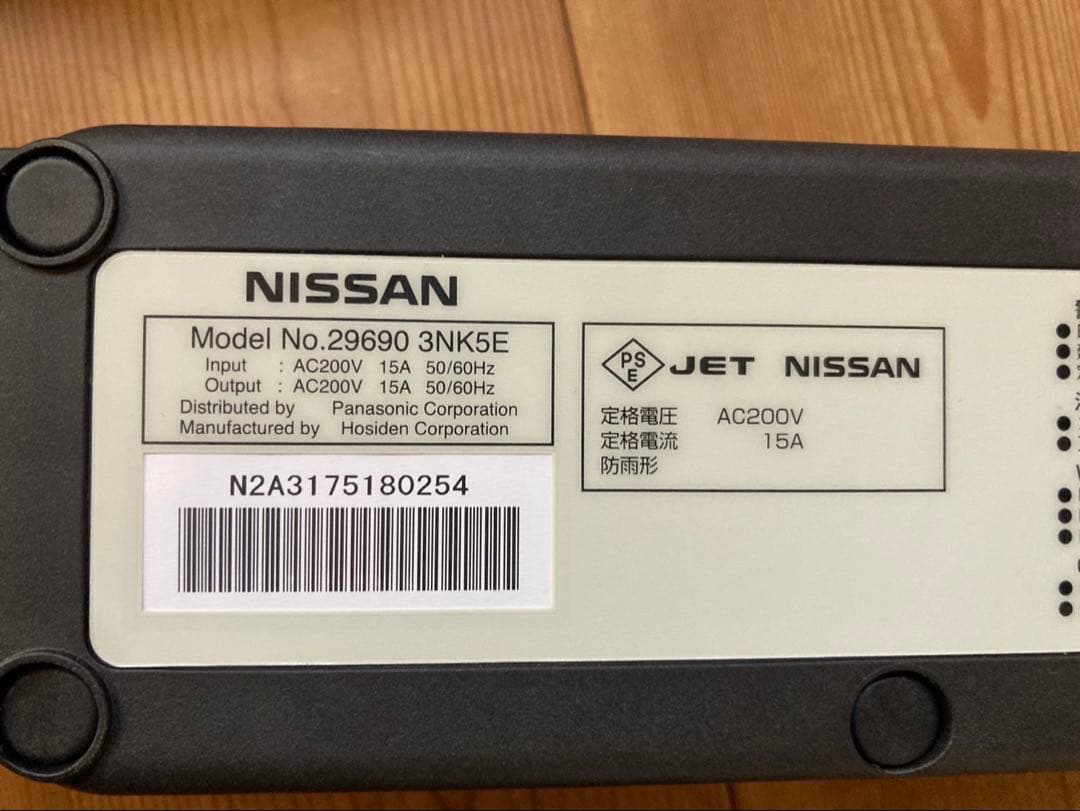 NISSAN
Model No.29690 3NK5E
Input : AC200V 15A 50/60Hz
Output : AC200V 15A 50/60Hz
Distributed by Panasonic Corporation
Manufactured by Hosiden Corporation
N2A3175180254
PS
E
JET NISSAN
定格電圧 AC200V
定格電流 15A
防雨形